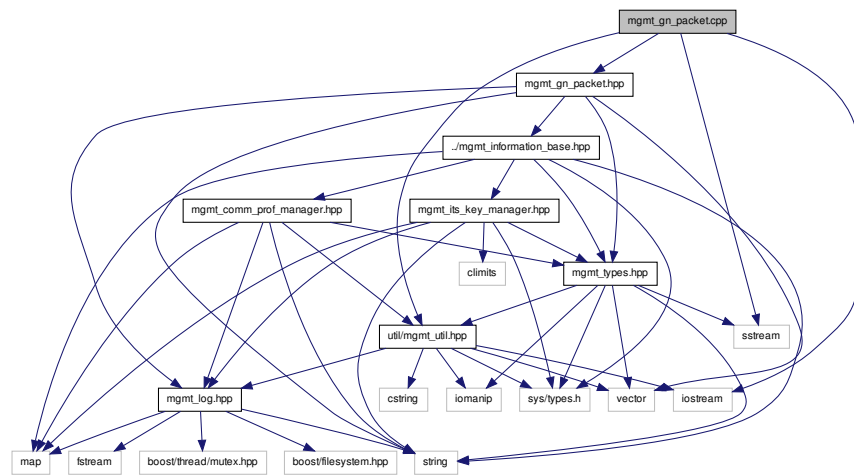 mgmt_gn_packet.cpp
mgmt_gn_packet.hpp
../mgmt_information_base.hpp
mgmt_comm_prof_manager.hpp
mgmt_its_key_manager.hpp
climits
mgmt_types.hpp
util/mgmt_util.hpp
sstream
mgmt_log.hpp
cstring
iomanip
sys/types.h
vector
iostream
map
fstream
boost/thread/mutex.hpp
boost/filesystem.hpp
string